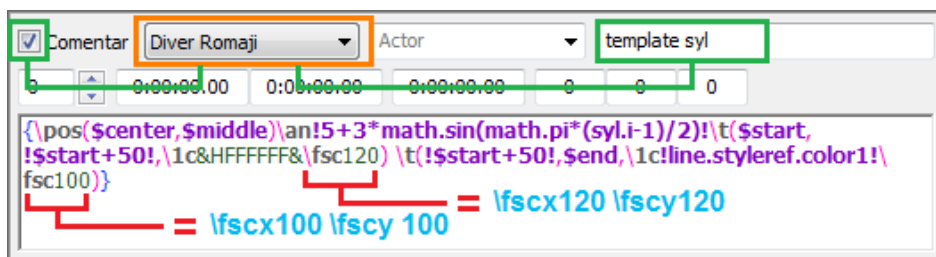 Comentar Diver Romaji Actor template syl
0 0:00:00.00 0:00:00.00 0:00:00.00 0 0 0
{\pos($center,$middle)\an!5+3*math.sin(math.pi*(syl.i-1)/2)!\t($start,
!$start+50!,\1c&HFFFFFF&\fsc120) \t(!$start+50!,$end,\1c!line.styleref.color1!\
fsc100)}
= \fscx120 \fscy120
= \fscx100 \fscy 100